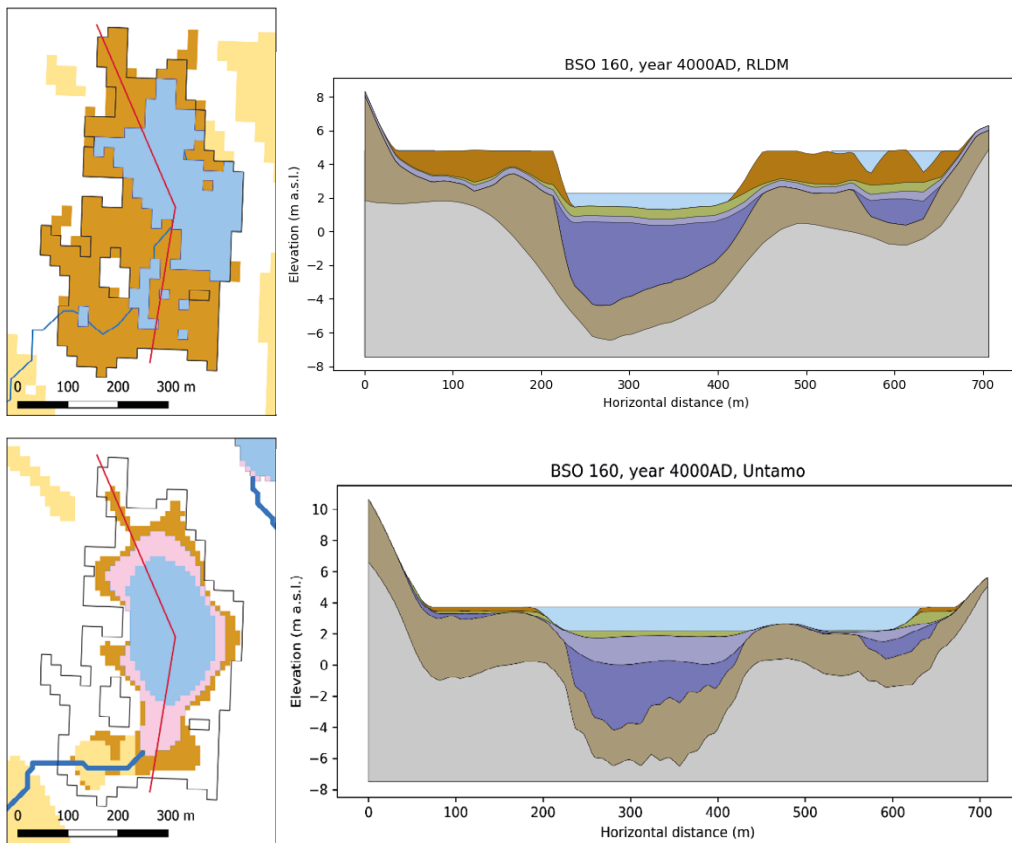 BSO 160, year 4000AD, RLDM
8
6
4
2
0
−2
−4
−6
−8
Elevation (m a.s.l.)
0 100 200 300 400 500 600 700
Horizontal distance (m)
0 100 200 300 m
BSO 160, year 4000AD, Untamo
10
8
6
4
2
0
−2
−4
−6
−8
Elevation (m a.s.l.)
0 100 200 300 400 500 600 700
Horizontal distance (m)
0 100 200 300 m